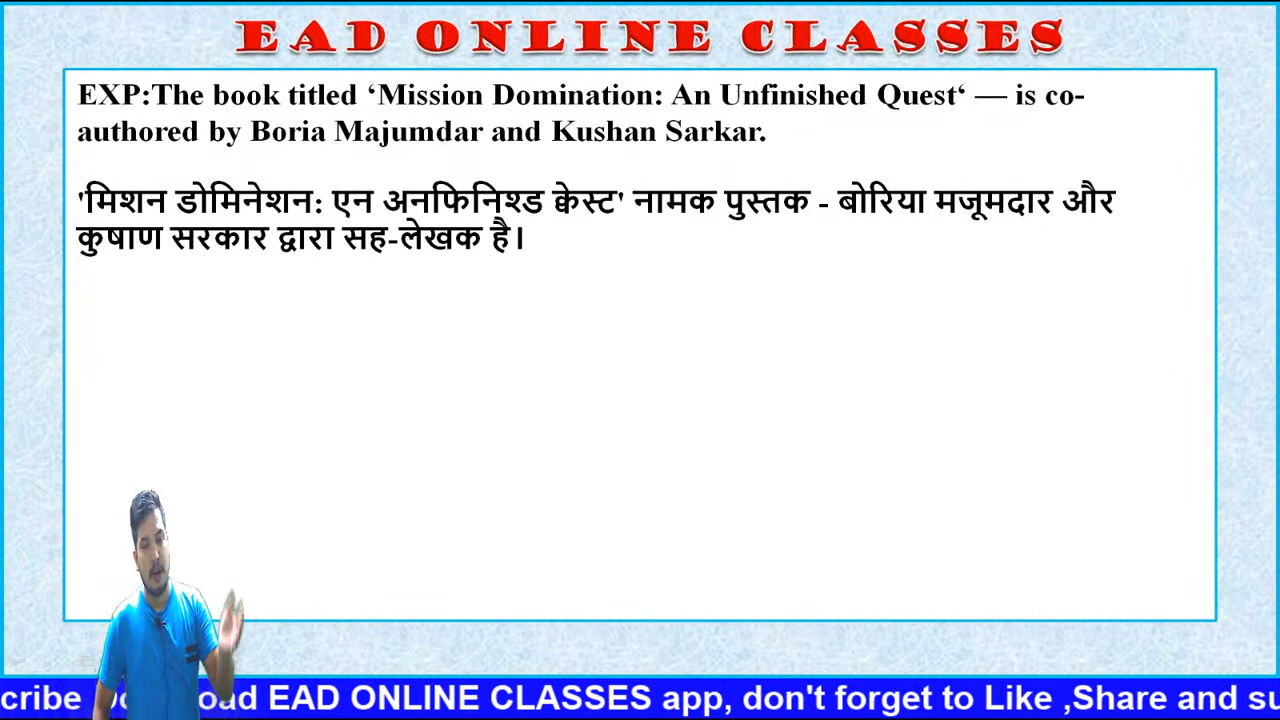 EAD ONLINE CLASSES
EXP:The book titled ‘Mission Domination: An Unfinished Quest‘ — is co-
authored by Boria Majumdar and Kushan Sarkar.
'मिशन डोमिनेशन: एन अनफिनिश्ड क्वेस्ट' नामक पुस्तक - बोरिया मजूमदार और
कुषाण सरकार द्वारा सह-लेखक है।
cribe EAD ONLINE CLASSES app, don't forget to Like ,Share and su